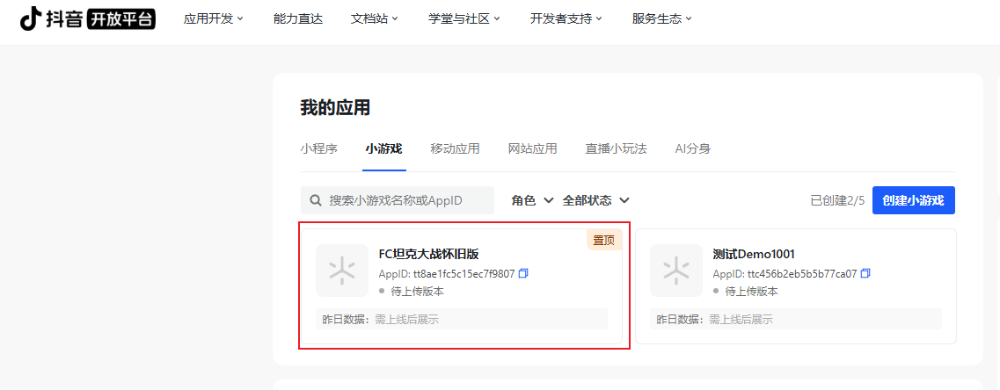 抖音 开放平台 应用开发 能力直达 文档站 学堂与社区 开发者支持 服务生态
我的应用
小程序 小游戏 移动应用 网站应用 直播小玩法 AI分身
搜索小游戏名称或AppID 角色 全部状态 已创建2/5 创建小游戏
置顶
FC坦克大战怀旧版
AppID: tt8ae1fc5c15ec7f9807
待上传版本
昨日数据: 需上线后展示
测试Demo1001
AppID: ttc456b2eb5b5b77ca07
待上传版本
昨日数据: 需上线后展示